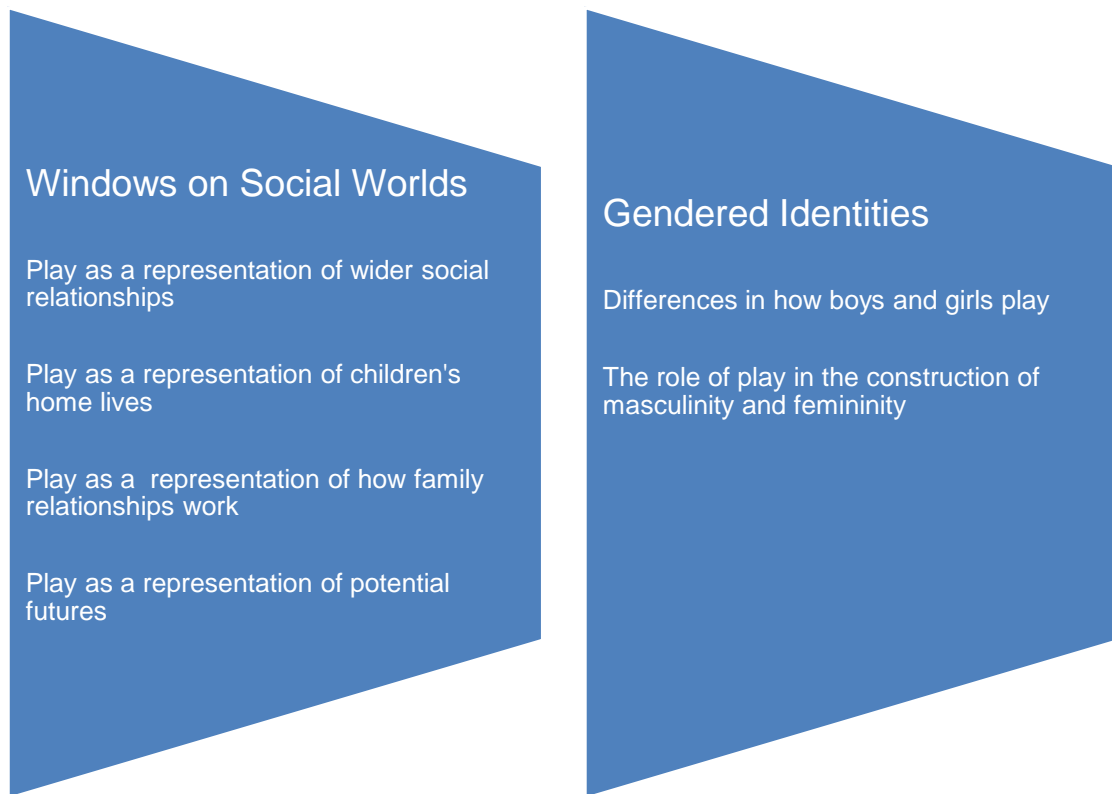 Windows on Social Worlds
Play as a representation of wider social
relationships
Play as a representation of children's
home lives
Play as a  representation of how family
relationships work
Play as a representation of potential
futures
Gendered Identities
Differences in how boys and girls play
The role of play in the construction of
masculinity and femininity